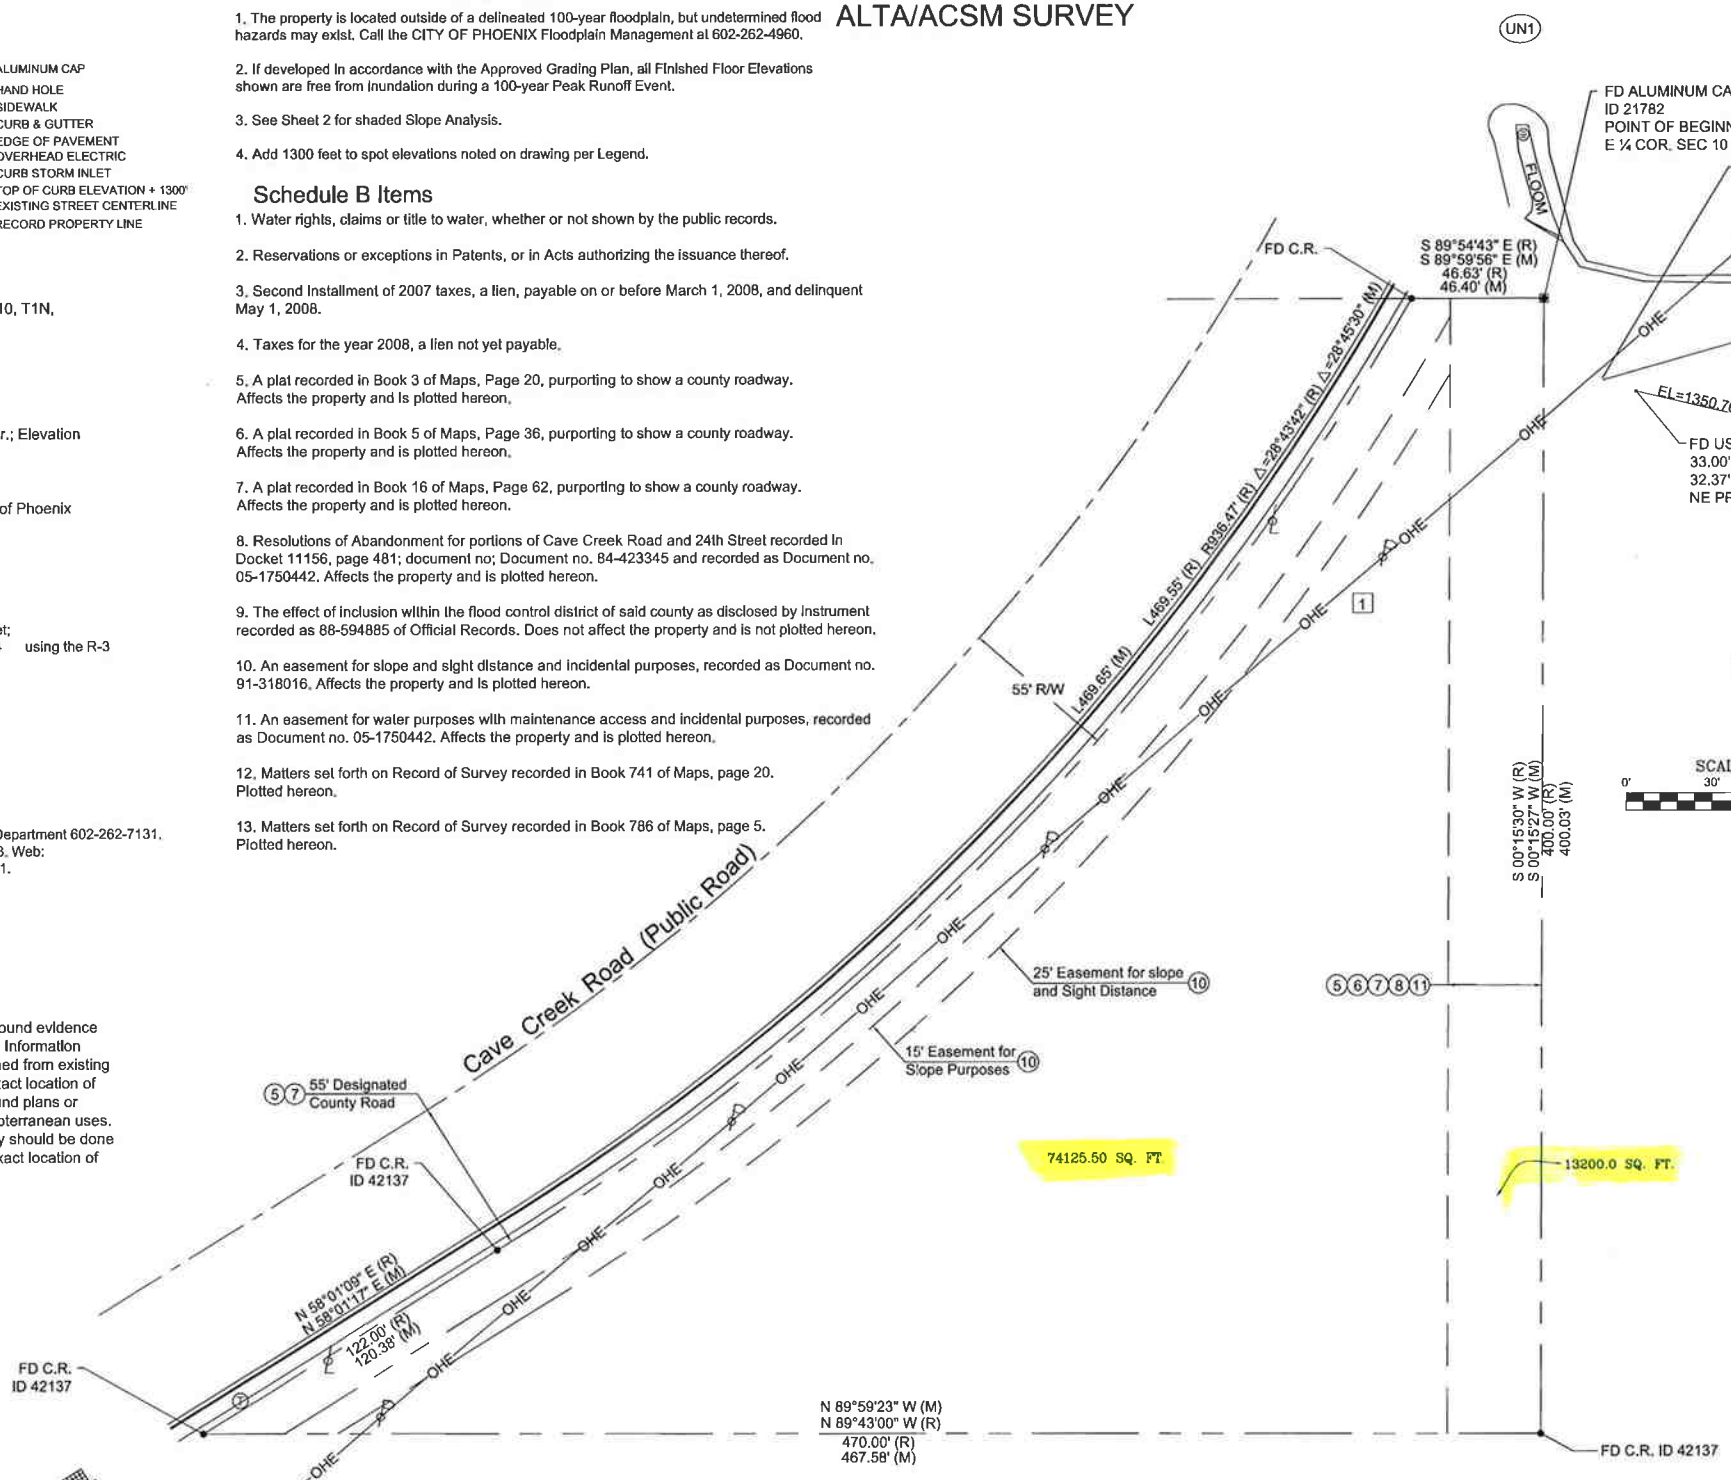 ALTA/ACSM SURVEY
1. The property is located outside of a delineated 100-year floodplain, but undetermined flood
hazards may exist. Call the CITY OF PHOENIX Floodplain Management at 602-262-4960.
2. If developed in accordance with the Approved Grading Plan, all Finished Floor Elevations
shown are free from inundation during a 100-year Peak Runoff Event.
3. See Sheet 2 for shaded Slope Analysis.
4. Add 1300 feet to spot elevations noted on drawing per Legend.
Schedule B Items
1. Water rights, claims or title to water, whether or not shown by the public records.
2. Reservations or exceptions in Patents, or in Acts authorizing the issuance thereof.
3. Second Installment of 2007 taxes, a lien, payable on or before March 1, 2008, and delinquent
May 1, 2008.
4. Taxes for the year 2008, a lien not yet payable.
5. A plat recorded in Book 3 of Maps, Page 20, purporting to show a county roadway.
Affects the property and is plotted hereon.
6. A plat recorded in Book 5 of Maps, Page 36, purporting to show a county roadway.
Affects the property and is plotted hereon.
7. A plat recorded in Book 16 of Maps, Page 62, purporting to show a county roadway.
Affects the property and is plotted hereon.
8. Resolutions of Abandonment for portions of Cave Creek Road and 24th Street recorded in
Docket 11156, page 481; document no; Document no. 84-423345 and recorded as Document no.
05-1750442. Affects the property and is plotted hereon.
9. The effect of inclusion within the flood control district of said county as disclosed by Instrument
recorded as 88-594885 of Official Records. Does not affect the property and is not plotted hereon.
10. An easement for slope and sight distance and incidental purposes, recorded as Document no.
91-318016. Affects the property and is plotted hereon.
11. An easement for water purposes with maintenance access and incidental purposes, recorded
as Document no. 05-1750442. Affects the property and is plotted hereon.
12. Matters set forth on Record of Survey recorded in Book 741 of Maps, page 20.
Plotted hereon.
13. Matters set forth on Record of Survey recorded in Book 786 of Maps, page 5.
Plotted hereon.
ALUMINUM CAP
HAND HOLE
SIDEWALK
CURB & GUTTER
EDGE OF PAVEMENT
OVERHEAD ELECTRIC
CURB STORM INLET
TOP OF CURB ELEVATION + 1300'
EXISTING STREET CENTERLINE
RECORD PROPERTY LINE
10, T1N,
r.; Elevation
of Phoenix
et;
using the R-3
Department 602-262-7131.
3. Web:
1.
ound evidence
Information
ned from existing
act location of
nd plans or
bterranean uses.
y should be done
xact location of
UN1
FD ALUMINUM CA
ID 21782
POINT OF BEGINN
E ¼ COR. SEC 10
FLOOM
FD C.R.
S 89°54'43" E (R)
S 89°59'56" E (M)
46.63' (R)
46.40' (M)
OHE
EL=1350.7
FD US
33.00'
32.37'
NE PR
OHE
OHE
OHE
1
OHE
OHE
OHE
OHE
OHE
OHE
OHE
OHE
OHE
OHE
L469.65' (M)
L469.55' (R) R936.47' (R) Δ=28°43'42" (R) Δ=28°45'30" (M)
55' R/W
S 00°15'30" W (R)
S 00°15'27" W (M)
400.00' (R)
400.03' (M)
SCAL
0' 30'
Cave Creek Road (Public Road)
25' Easement for slope
and Sight Distance 10
5 6 7 8 11
15' Easement for
Slope Purposes 10
5 7 55' Designated
County Road
FD C.R.
ID 42137
74125.50 SQ. FT.
13200.0 SQ. FT.
N 58°01'09" E (R)
N 58°01'17" E (M)
122.00' (R)
120.38' (M)
FD C.R.
ID 42137
N 89°59'23" W (M)
N 89°43'00" W (R)
470.00' (R)
467.58' (M)
FD C.R. ID 42137